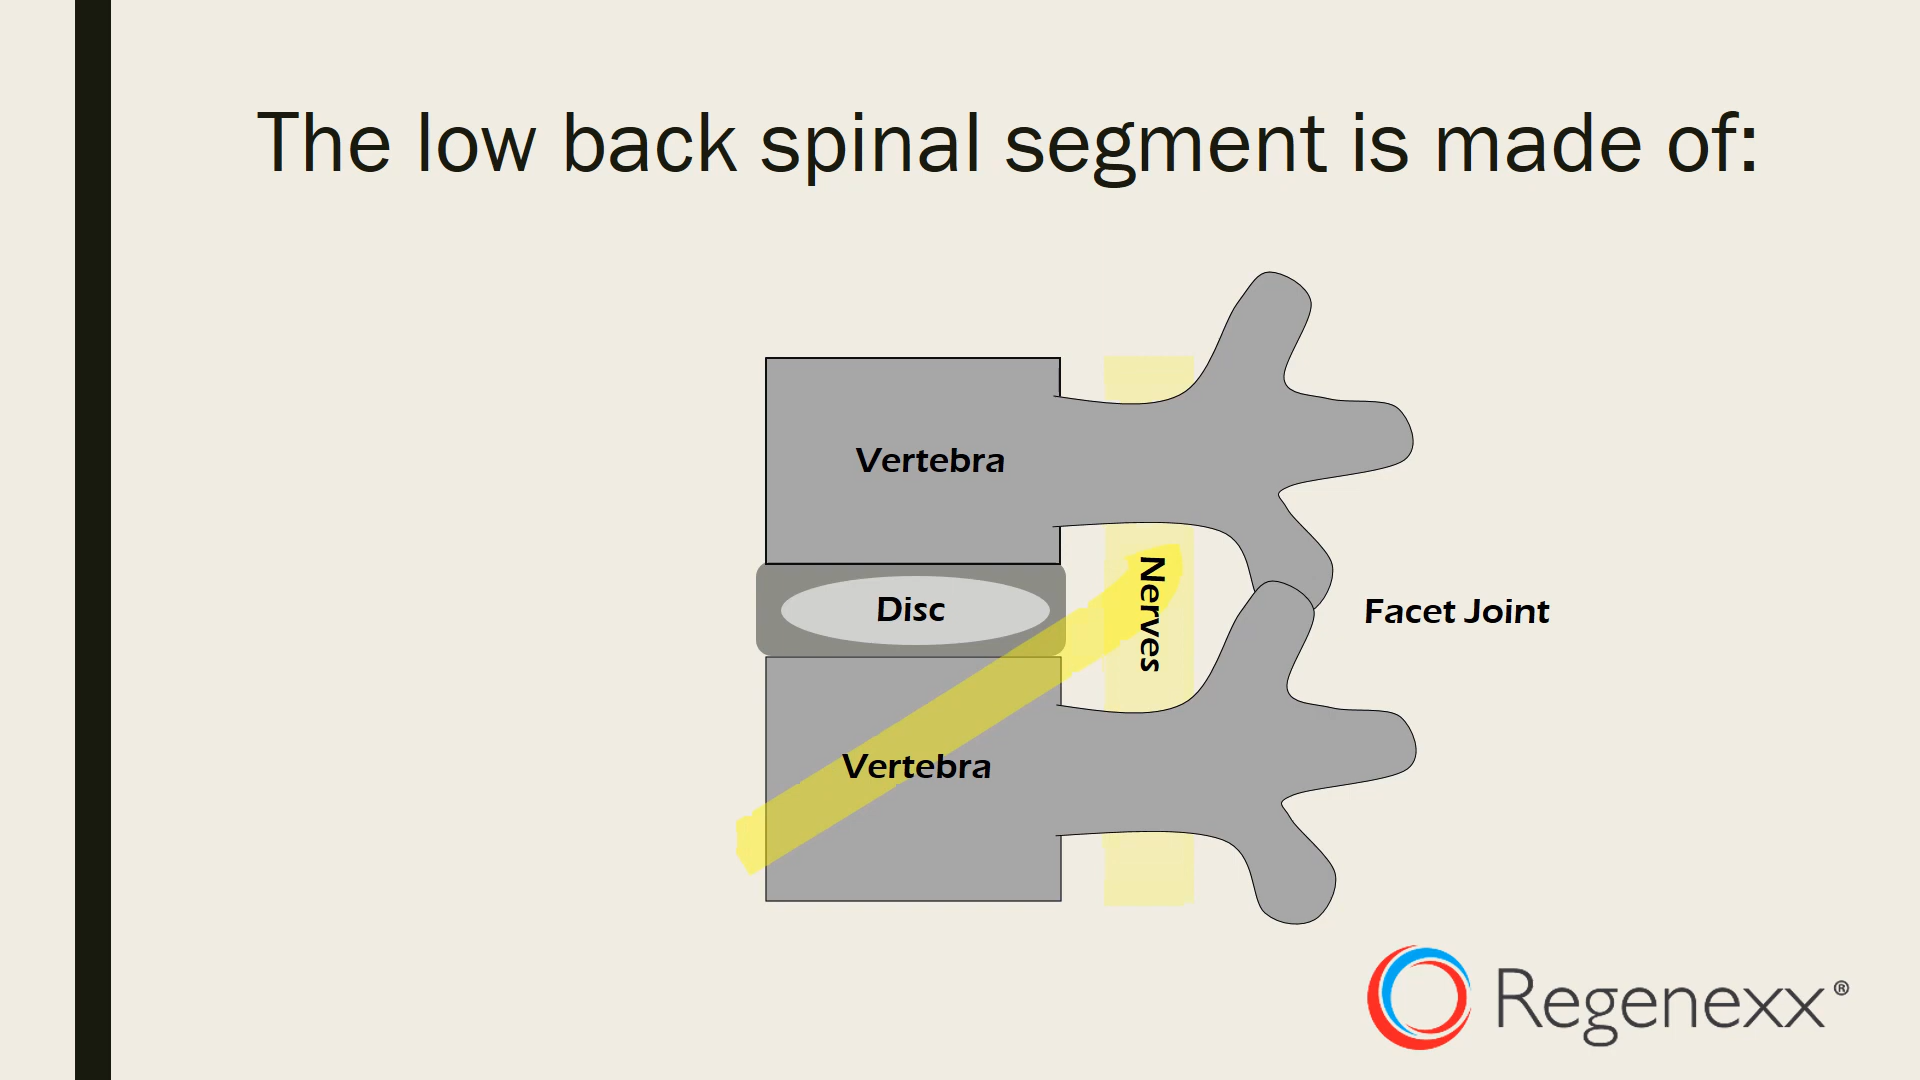 The low back spinal segment is made of:
Vertebra
Nerves
Disc
Facet Joint
Vertebra
Regenexx®